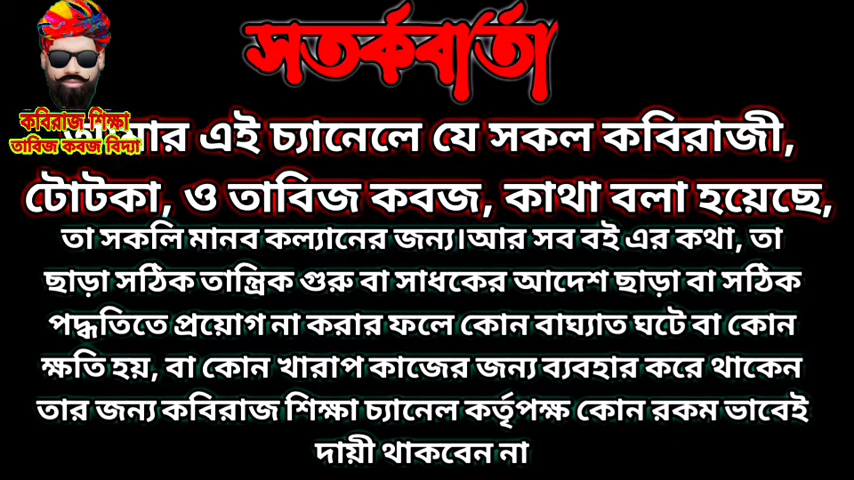 সতর্কবার্তা
কবিরাজ শিক্ষা
তাবিজ কবজ বিদ্যা
আমার এই চ্যানেলে যে সকল কবিরাজী,
টোটকা, ও তাবিজ কবজ, কাথা বলা হয়েছে,
তা সকলি মানব কল্যানের জন্য।আর সব বই এর কথা, তা
ছাড়া সঠিক তান্ত্রিক গুরু বা সাধকের আদেশ ছাড়া বা সঠিক
পদ্ধতিতে প্রয়োগ না করার ফলে কোন বাঘ্যাত ঘটে বা কোন
ক্ষতি হয়, বা কোন খারাপ কাজের জন্য ব্যবহার করে থাকেন
তার জন্য কবিরাজ শিক্ষা চ্যানেল কর্তৃপক্ষ কোন রকম ভাবেই
দায়ী থাকবেন না